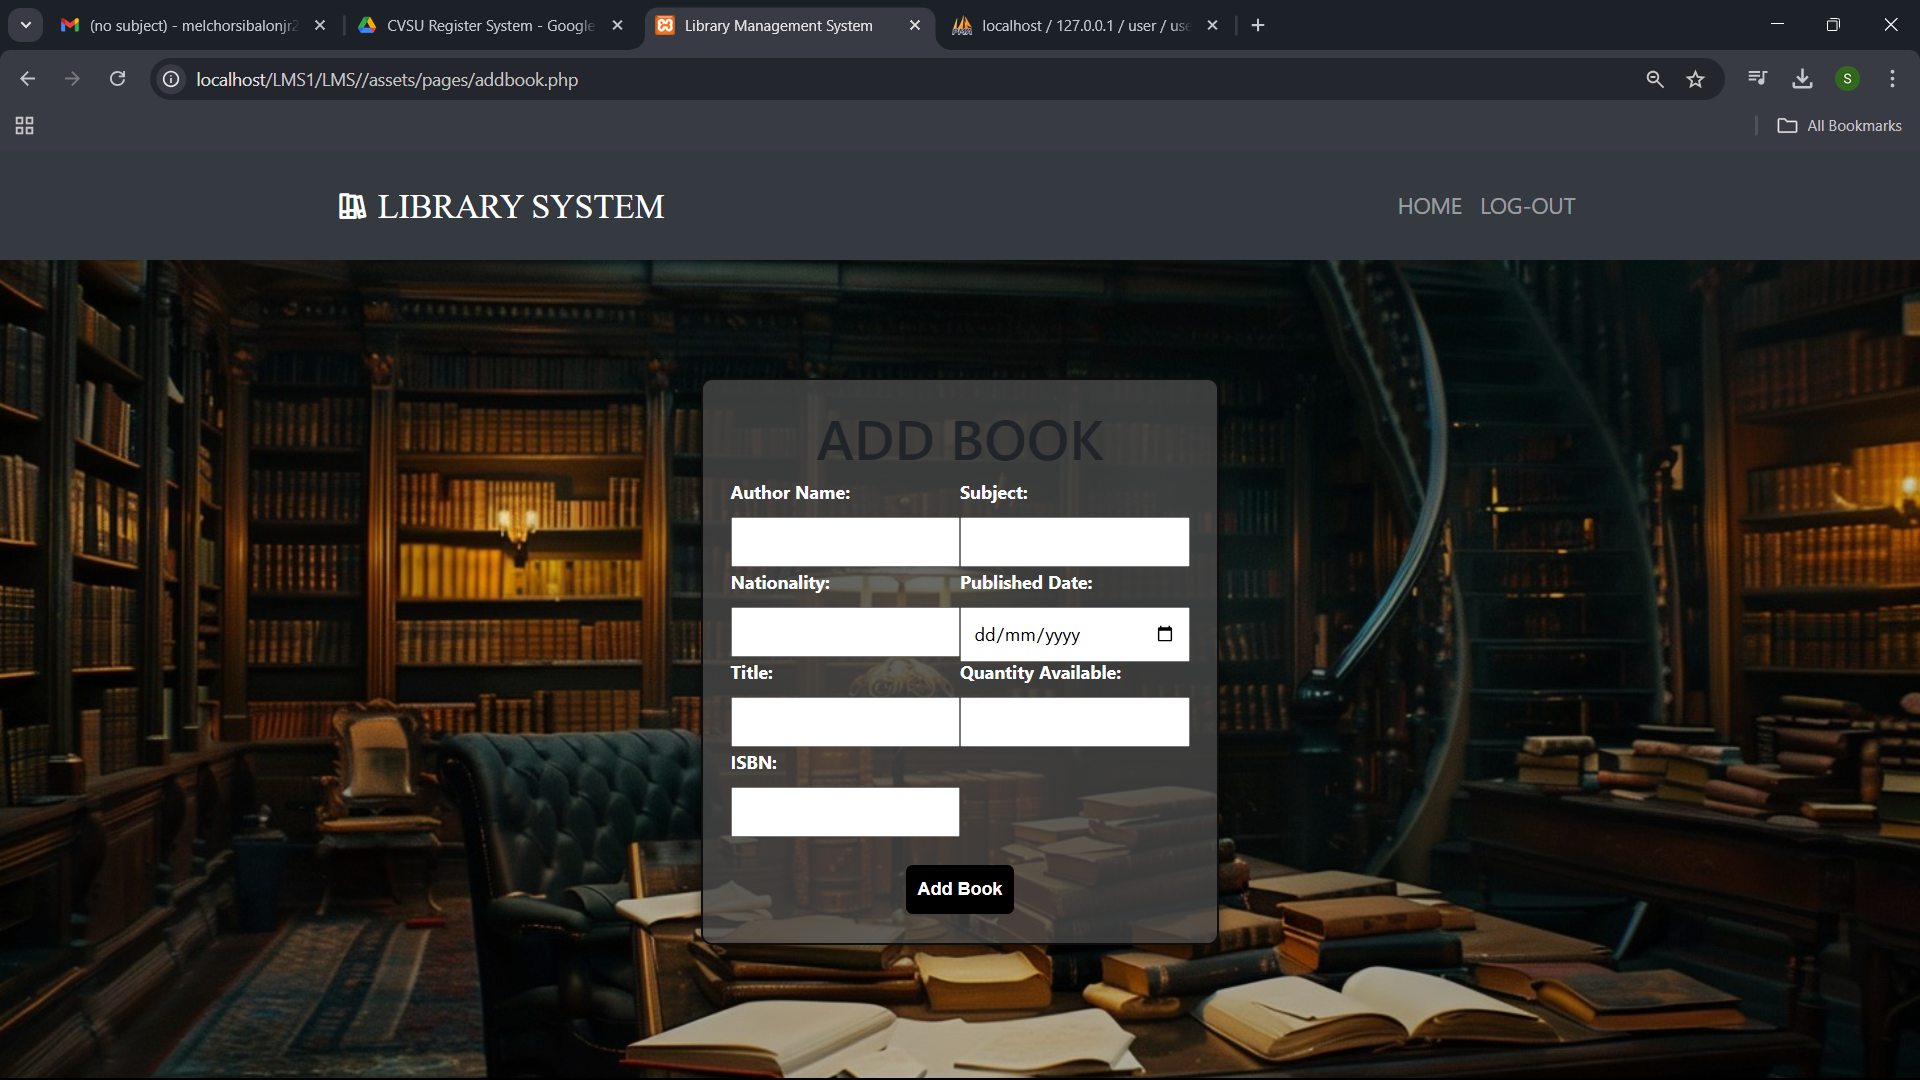 (no subject) - melchorsibalonjr2
CVSU Register System - Google
Library Management System
localhost / 127.0.0.1 / user / use
localhost/LMS1/LMS//assets/pages/addbook.php
S
All Bookmarks
LIBRARY SYSTEM
HOME LOG-OUT
ADD BOOK
Author Name: Subject:
Nationality: Published Date:
dd/mm/yyyy
Title: Quantity Available:
ISBN:
Add Book